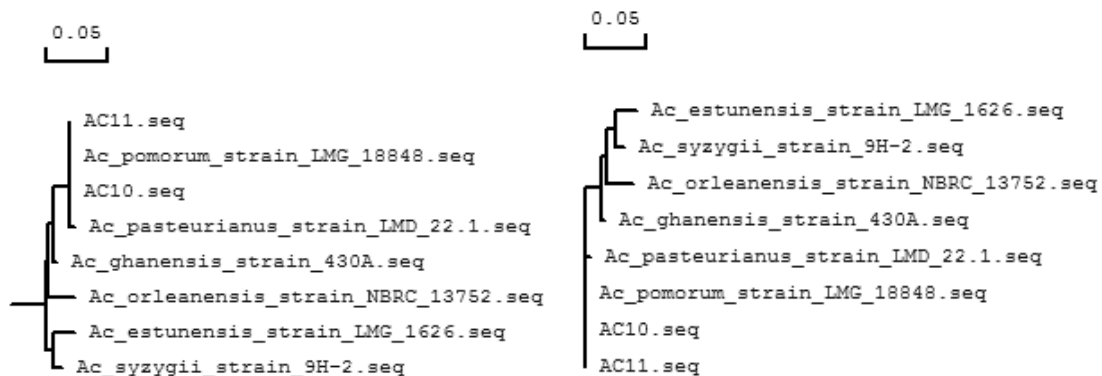 0.05
AC11.seq
Ac_pomorum_strain_LMG_18848.seq
AC10.seq
Ac_pasteurianus_strain_LMD_22.1.seq
Ac_ghanensis_strain_430A.seq
Ac_orleanensis_strain_NBRC_13752.seq
Ac_estunensis_strain_LMG_1626.seq
Ac_syzygii_strain_9H-2.seq
0.05
Ac_estunensis_strain_LMG_1626.seq
Ac_syzygii_strain_9H-2.seq
Ac_orleanensis_strain_NBRC_13752.seq
Ac_ghanensis_strain_430A.seq
Ac_pasteurianus_strain_LMD_22.1.seq
Ac_pomorum_strain_LMG_18848.seq
AC10.seq
AC11.seq